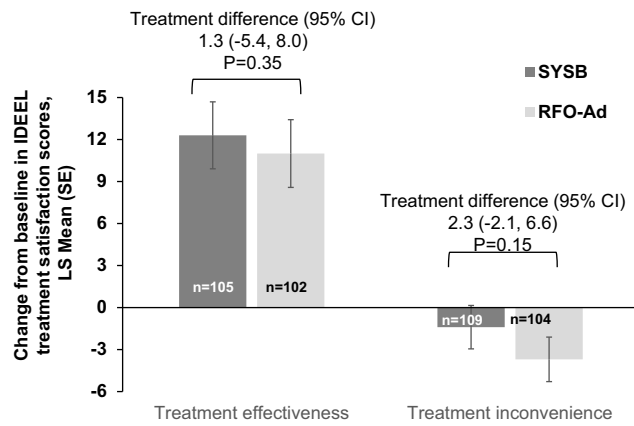 Treatment difference (95% CI)
1.3 (-5.4, 8.0)
P=0.35
SYSB
RFO-Ad
Change from baseline in IDEEL
treatment satisfaction scores,
LS Mean (SE)
15
12
9
6
3
0
-3
-6
Treatment difference (95% CI)
2.3 (-2.1, 6.6)
P=0.15
n=105
n=102
n=109
n=104
Treatment effectiveness
Treatment inconvenience